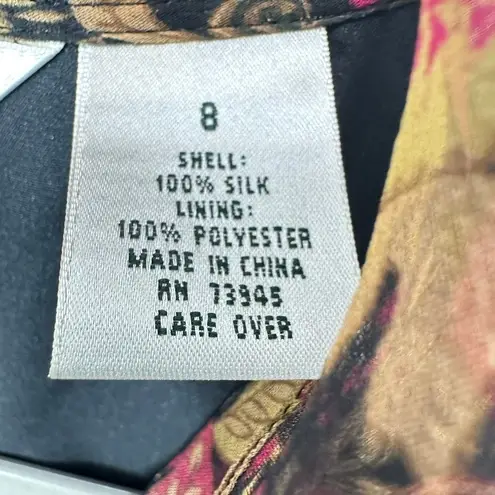 8
SHELL:
100% SILK
LINING:
100% POLYESTER
MADE IN CHINA
RN 73945
CARE OVER